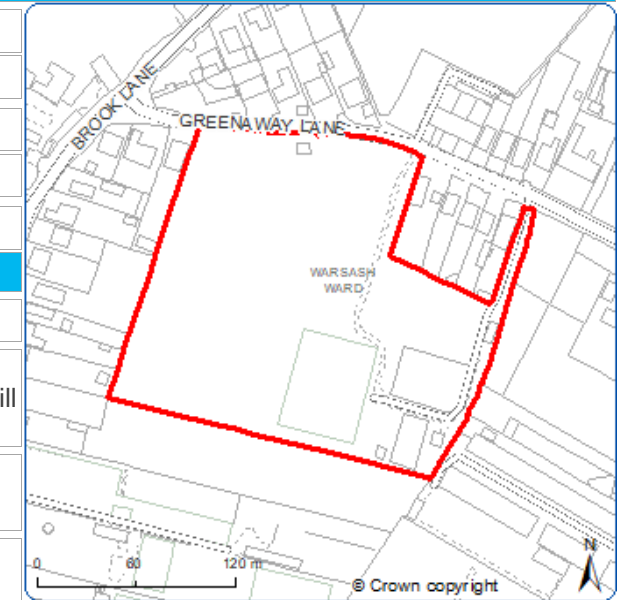 BROOK LANE
GREENAWAY LANE
WARSASH
WARD
ill
N
0 60 120 m
© Crown copyright